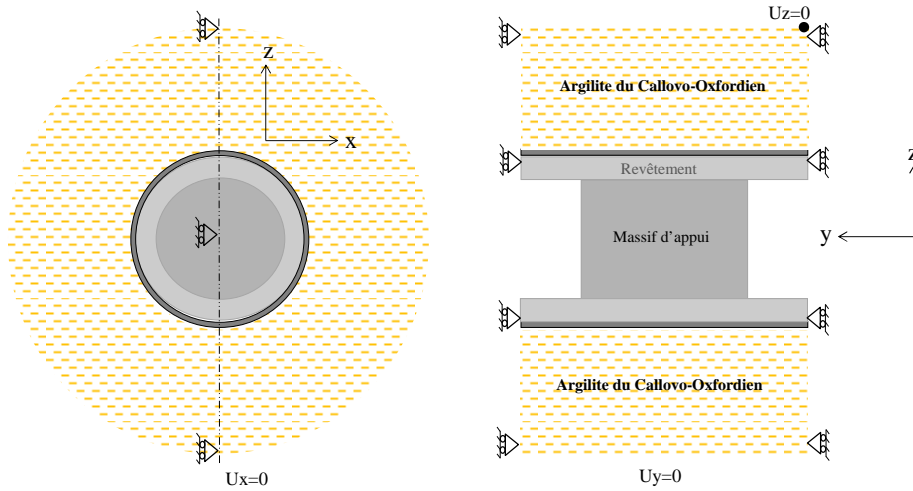 z
x
Ux=0
Uz=0
Argilite du Callovo-Oxfordien
Revêtement
Massif d'appui
z
y
Argilite du Callovo-Oxfordien
Uy=0